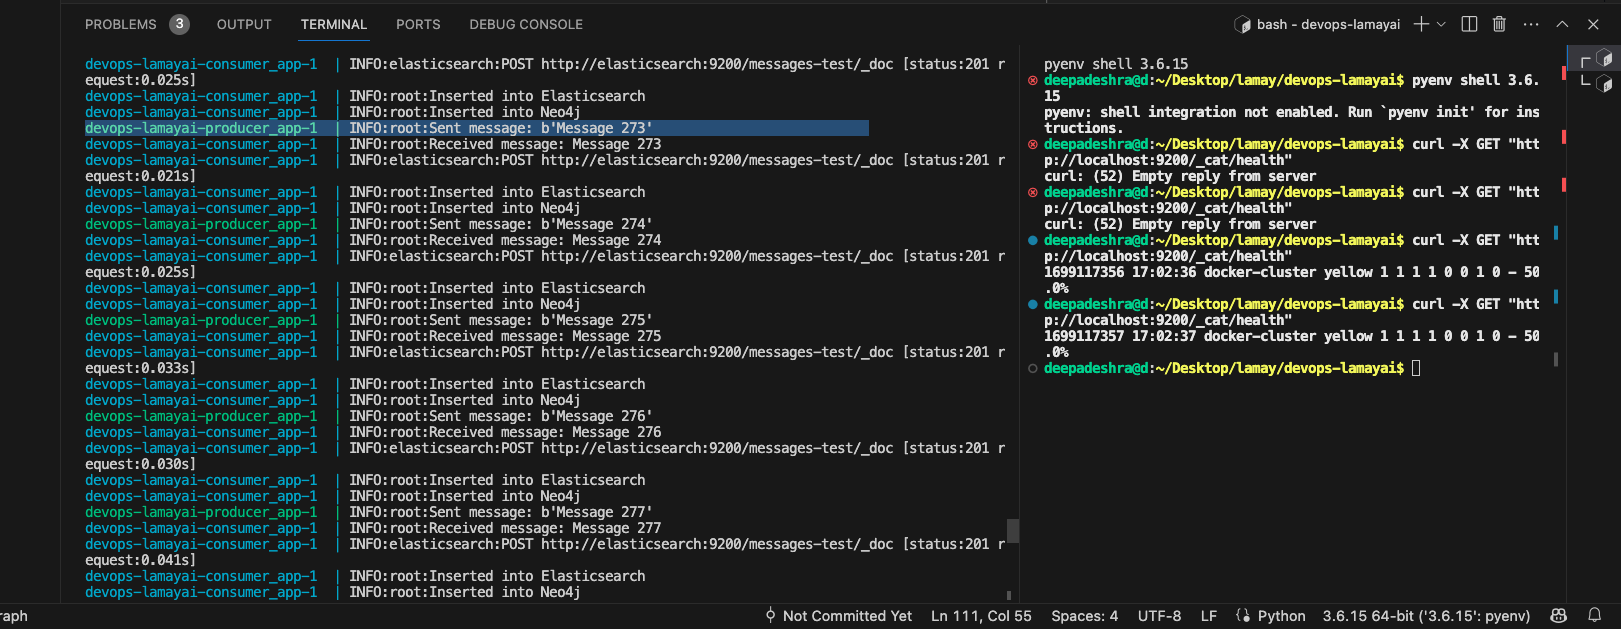 PROBLEMS 3 OUTPUT TERMINAL PORTS DEBUG CONSOLE bash - devops-lamayai
devops-lamayai-consumer_app-1 | INFO:elasticsearch:POST http://elasticsearch:9200/messages-test/_doc [status:201 r
equest:0.025s]
devops-lamayai-consumer_app-1 | INFO:root:Inserted into Elasticsearch
devops-lamayai-consumer_app-1 | INFO:root:Inserted into Neo4j
devops-lamayai-producer_app-1 | INFO:root:Sent message: b'Message 273'
devops-lamayai-consumer_app-1 | INFO:root:Received message: Message 273
devops-lamayai-consumer_app-1 | INFO:elasticsearch:POST http://elasticsearch:9200/messages-test/_doc [status:201 r
equest:0.021s]
devops-lamayai-consumer_app-1 | INFO:root:Inserted into Elasticsearch
devops-lamayai-consumer_app-1 | INFO:root:Inserted into Neo4j
devops-lamayai-producer_app-1 | INFO:root:Sent message: b'Message 274'
devops-lamayai-consumer_app-1 | INFO:root:Received message: Message 274
devops-lamayai-consumer_app-1 | INFO:elasticsearch:POST http://elasticsearch:9200/messages-test/_doc [status:201 r
equest:0.025s]
devops-lamayai-consumer_app-1 | INFO:root:Inserted into Elasticsearch
devops-lamayai-consumer_app-1 | INFO:root:Inserted into Neo4j
devops-lamayai-producer_app-1 | INFO:root:Sent message: b'Message 275'
devops-lamayai-consumer_app-1 | INFO:root:Received message: Message 275
devops-lamayai-consumer_app-1 | INFO:elasticsearch:POST http://elasticsearch:9200/messages-test/_doc [status:201 r
equest:0.033s]
devops-lamayai-consumer_app-1 | INFO:root:Inserted into Elasticsearch
devops-lamayai-consumer_app-1 | INFO:root:Inserted into Neo4j
devops-lamayai-producer_app-1 | INFO:root:Sent message: b'Message 276'
devops-lamayai-consumer_app-1 | INFO:root:Received message: Message 276
devops-lamayai-consumer_app-1 | INFO:elasticsearch:POST http://elasticsearch:9200/messages-test/_doc [status:201 r
equest:0.030s]
devops-lamayai-consumer_app-1 | INFO:root:Inserted into Elasticsearch
devops-lamayai-consumer_app-1 | INFO:root:Inserted into Neo4j
devops-lamayai-producer_app-1 | INFO:root:Sent message: b'Message 277'
devops-lamayai-consumer_app-1 | INFO:root:Received message: Message 277
devops-lamayai-consumer_app-1 | INFO:elasticsearch:POST http://elasticsearch:9200/messages-test/_doc [status:201 r
equest:0.041s]
devops-lamayai-consumer_app-1 | INFO:root:Inserted into Elasticsearch
devops-lamayai-consumer_app-1 | INFO:root:Inserted into Neo4j
pyenv shell 3.6.15
deepadeshra@d:~/Desktop/lamay/devops-lamayai$ pyenv shell 3.6.
15
pyenv: shell integration not enabled. Run `pyenv init' for ins
tructions.
deepadeshra@d:~/Desktop/lamay/devops-lamayai$ curl -X GET "htt
p://localhost:9200/_cat/health"
curl: (52) Empty reply from server
deepadeshra@d:~/Desktop/lamay/devops-lamayai$ curl -X GET "htt
p://localhost:9200/_cat/health"
curl: (52) Empty reply from server
deepadeshra@d:~/Desktop/lamay/devops-lamayai$ curl -X GET "htt
p://localhost:9200/_cat/health"
1699117356 17:02:36 docker-cluster yellow 1 1 1 1 0 0 1 0 - 50
.0%
deepadeshra@d:~/Desktop/lamay/devops-lamayai$ curl -X GET "htt
p://localhost:9200/_cat/health"
1699117357 17:02:37 docker-cluster yellow 1 1 1 1 0 0 1 0 - 50
.0%
deepadeshra@d:~/Desktop/lamay/devops-lamayai$
raph Not Committed Yet Ln 111, Col 55 Spaces: 4 UTF-8 LF Python 3.6.15 64-bit ('3.6.15': pyenv)